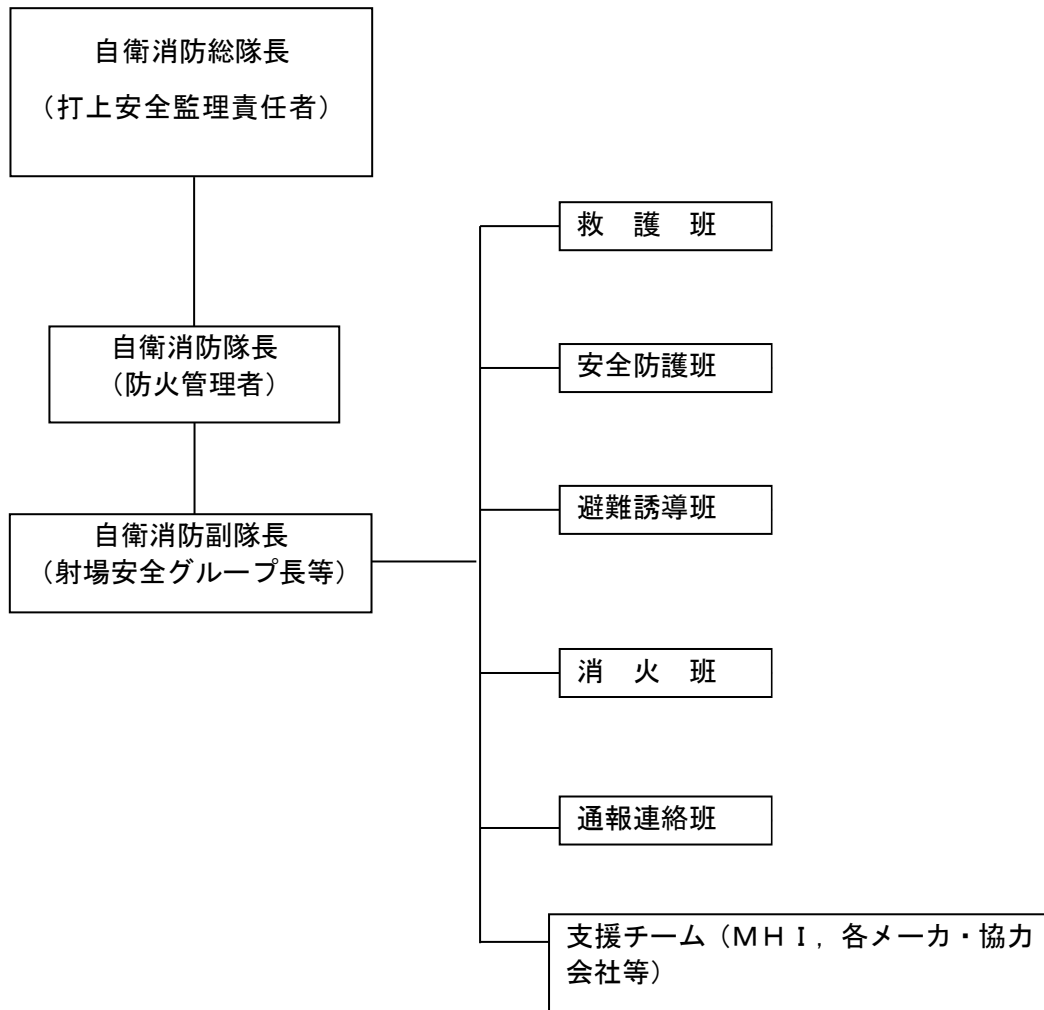 自衛消防総隊長
（打上安全監理責任者）
自衛消防隊長
（防火管理者）
自衛消防副隊長
（射場安全グループ長等）
救　護　班
安全防護班
避難誘導班
消　火　班
通報連絡班
支援チーム（ＭＨＩ，各メーカ・協力
会社等）